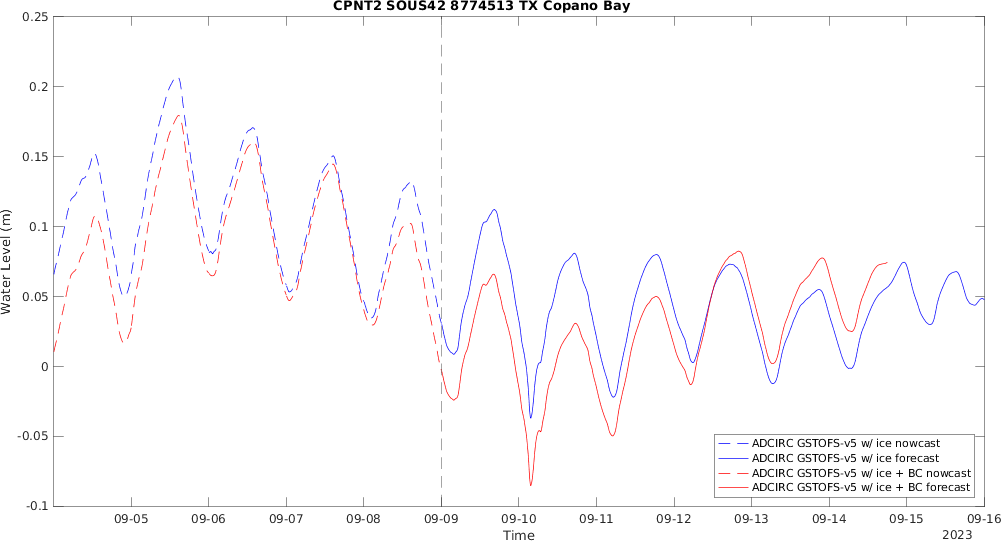 CPNT2 SOUS42 8774513 TX Copano Bay
0.25
0.2
0.15
0.1
0.05
0
-0.05
-0.1
Water Level (m)
ADCIRC GSTOFS-v5 w/ ice nowcast
ADCIRC GSTOFS-v5 w/ ice forecast
ADCIRC GSTOFS-v5 w/ ice + BC nowcast
ADCIRC GSTOFS-v5 w/ ice + BC forecast
09-05 09-06 09-07 09-08 09-09 09-10 09-11 09-12 09-13 09-14 09-15 09-16
Time
2023